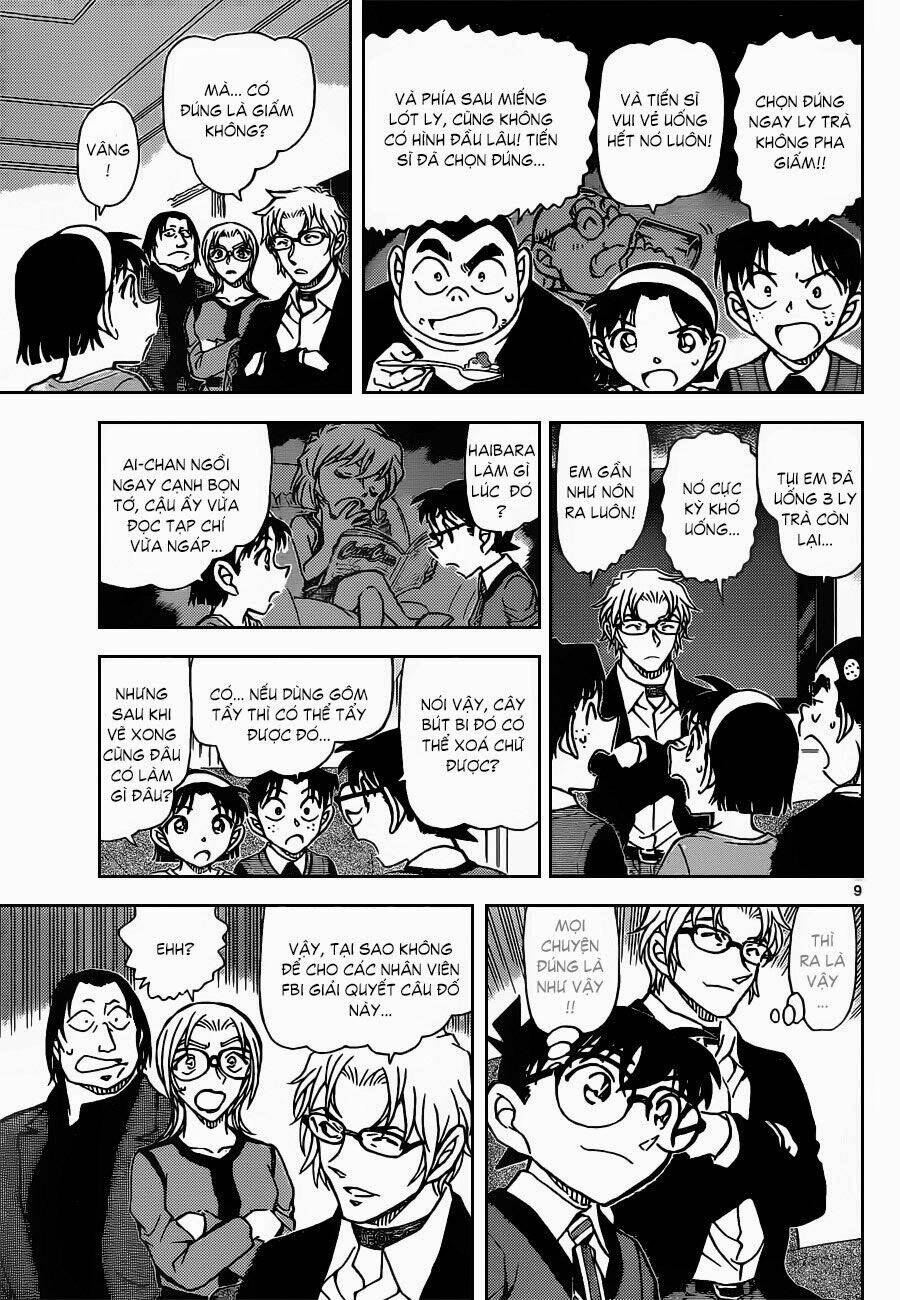 CHỌN ĐÚNG
NGAY LY TRÀ
KHÔNG PHA
GIẤM!!
VÀ TIẾN SĨ
VUI VẺ UỐNG
HẾT NÓ LUÔN!
VÀ PHÍA SAU MIẾNG
LÓT LY, CŨNG KHÔNG
CÓ HÌNH ĐẦU LÂU! TIẾN
SĨ ĐÃ CHỌN ĐÚNG...
MÀ... CÓ
ĐÚNG LÀ GIẤM
KHÔNG?
VÂNG
!
TỤI EM ĐÃ
UỐNG 3 LY
TRÀ CÒN
LẠI...
NÓ CỰC
KỲ KHÓ
UỐNG...
EM GẦN
NHƯ NÔN
RA LUÔN!
HAIBARA
LÀM GÌ
LÚC ĐÓ
?
AI-CHAN NGỒI
NGAY CẠNH BỌN
TỚ, CẬU ẤY VỪA
ĐỌC TẠP CHÍ
VỪA NGÁP...
NÓI VẬY, CÂY
BÚT BI ĐÓ CÓ
THỂ XOÁ CHỮ
ĐƯỢC?
CÓ... NẾU DÙNG GÔM
TẨY THÌ CÓ THỂ TẨY
ĐƯỢC ĐÓ...
NHƯNG
SAU KHI
VẼ XONG
CŨNG ĐÂU
CÓ LÀM
GÌ ĐÂU?
9
THÌ
RA LÀ
VẬY
...
MỌI
CHUYỆN
ĐÚNG LÀ
NHƯ VẬY
!!
VẬY, TẠI SAO KHÔNG
ĐỂ CHO CÁC NHÂN VIÊN
FBI GIẢI QUYẾT CÂU ĐỐ
NÀY...
EHH?